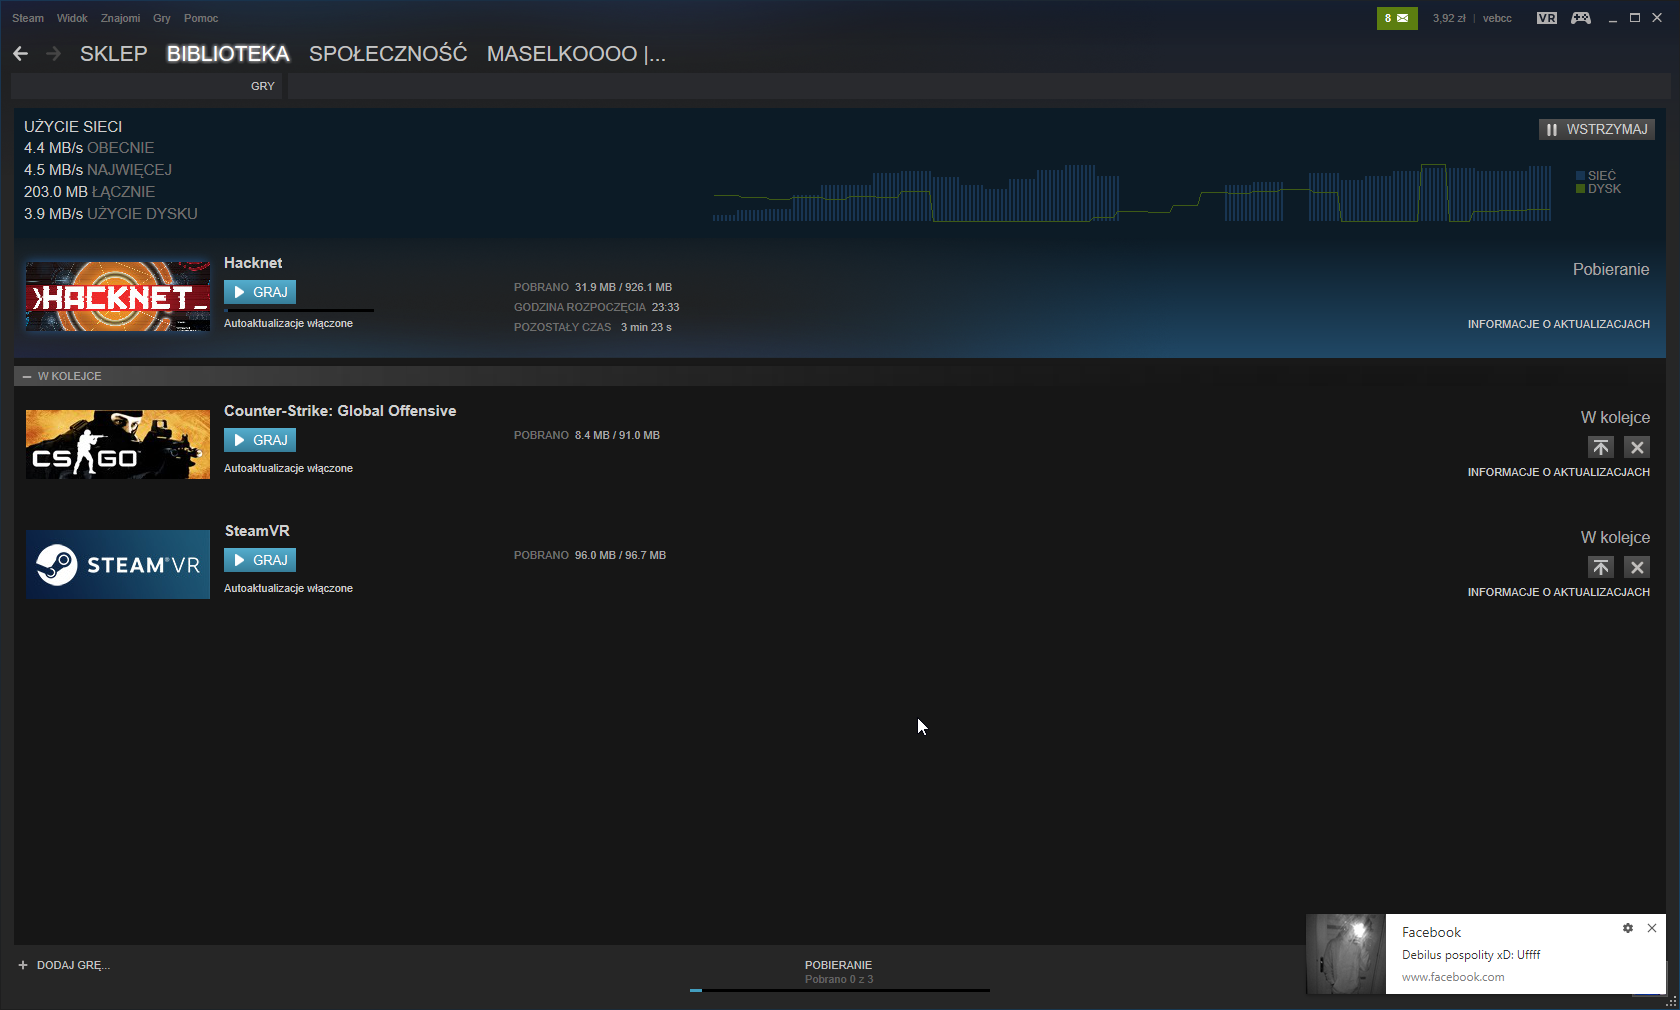 Steam Widok Znajomi Gry Pomoc
8 3,92 zł | vebcc VR
SKLEP BIBLIOTEKA SPOŁECZNOŚĆ MASELKOOOO |...
GRY
UŻYCIE SIECI
4.4 MB/s OBECNIE
4.5 MB/s NAJWIĘCEJ
203.0 MB ŁĄCZNIE
3.9 MB/s UŻYCIE DYSKU
WSTRZYMAJ
SIEĆ
DYSK
Hacknet
HACKNET_
GRAJ
Autoaktualizacje włączone
POBRANO 31.9 MB / 926.1 MB
GODZINA ROZPOCZĘCIA 23:33
POZOSTAŁY CZAS 3 min 23 s
Pobieranie
INFORMACJE O AKTUALIZACJACH
W KOLEJCE
Counter-Strike: Global Offensive
CS GO
GRAJ
Autoaktualizacje włączone
POBRANO 8.4 MB / 91.0 MB
W kolejce
INFORMACJE O AKTUALIZACJACH
SteamVR
STEAM®VR
GRAJ
Autoaktualizacje włączone
POBRANO 96.0 MB / 96.7 MB
W kolejce
INFORMACJE O AKTUALIZACJACH
+ DODAJ GRĘ...
POBIERANIE
Pobrano 0 z 3
Facebook
Debilus pospolity xD: Uffff
www.facebook.com